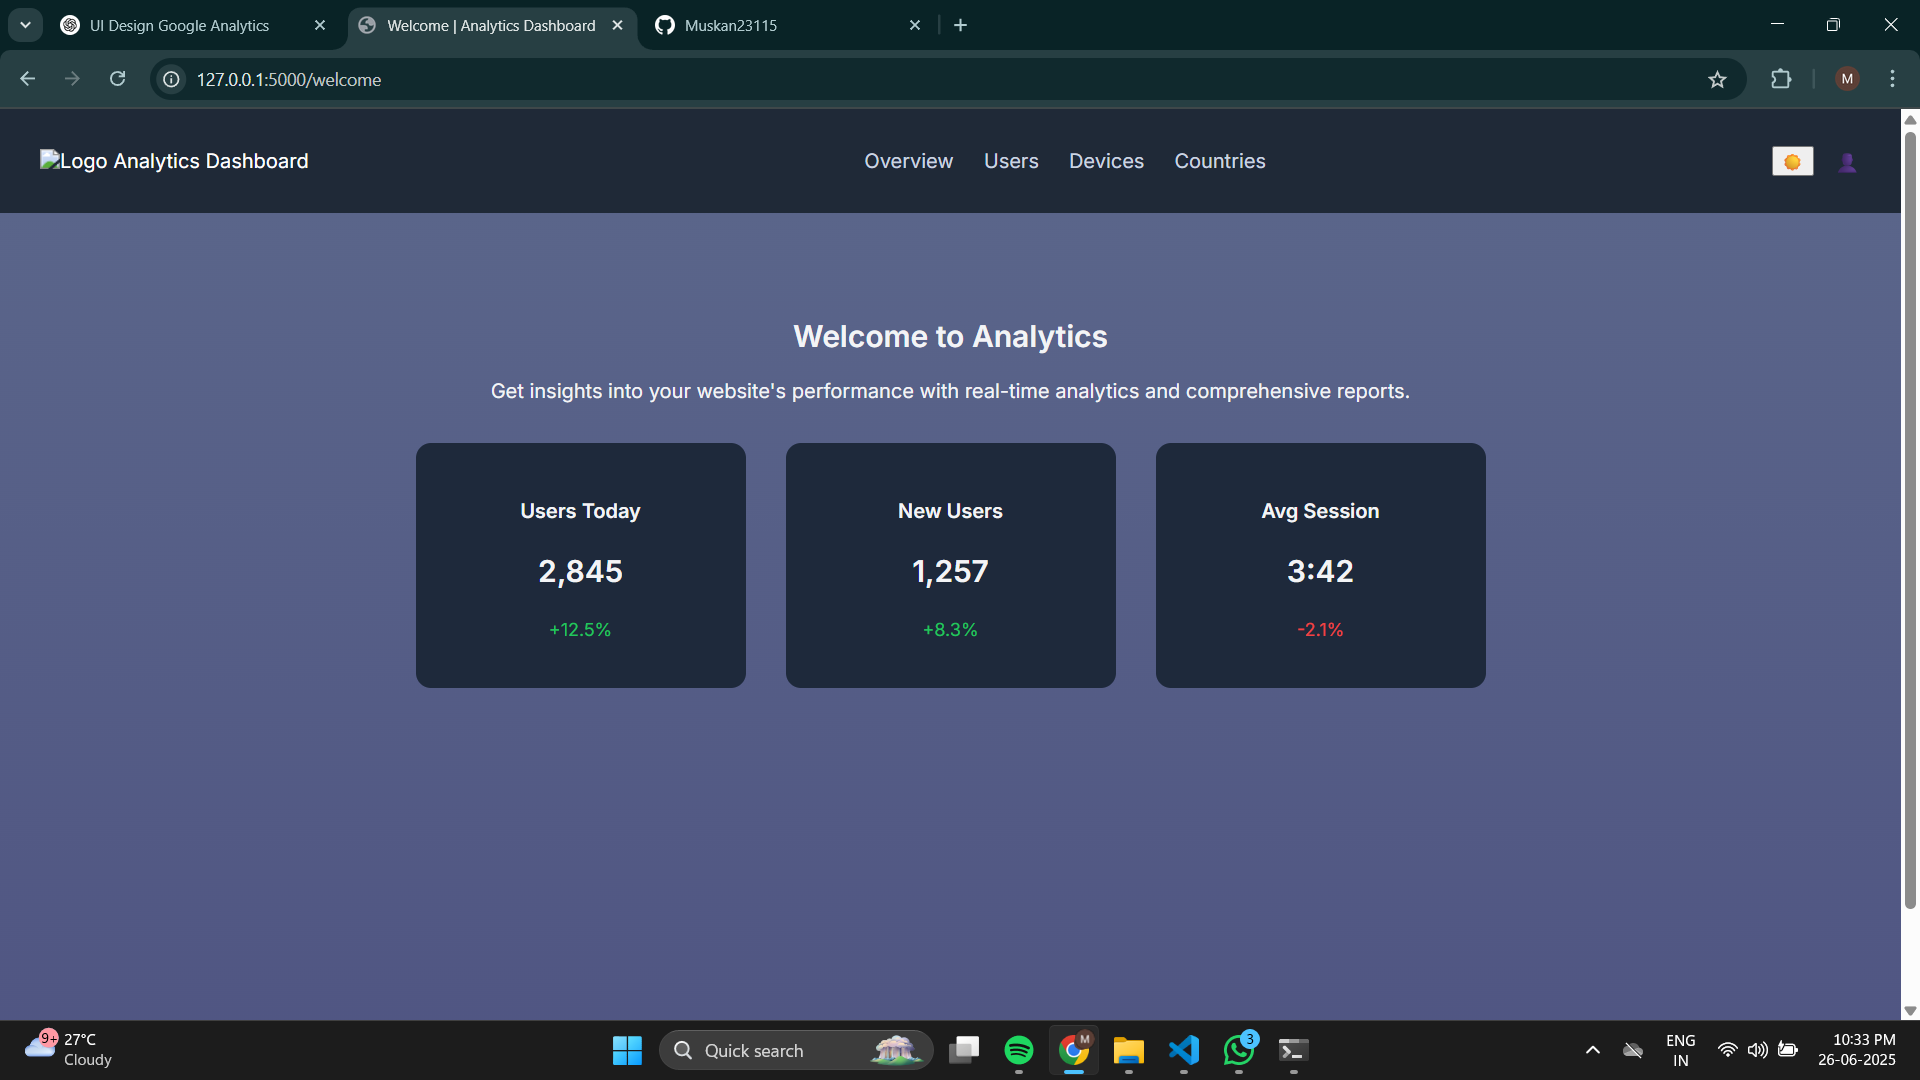 UI Design Google Analytics
Welcome | Analytics Dashboard
Muskan23115
127.0.0.1:5000/welcome
M
Logo Analytics Dashboard
Overview
Users
Devices
Countries
Welcome to Analytics
Get insights into your website's performance with real-time analytics and comprehensive reports.
Users Today
2,845
+12.5%
New Users
1,257
+8.3%
Avg Session
3:42
-2.1%
9+
27°C
Cloudy
Quick search
M
3
ENG
IN
10:33 PM
26-06-2025